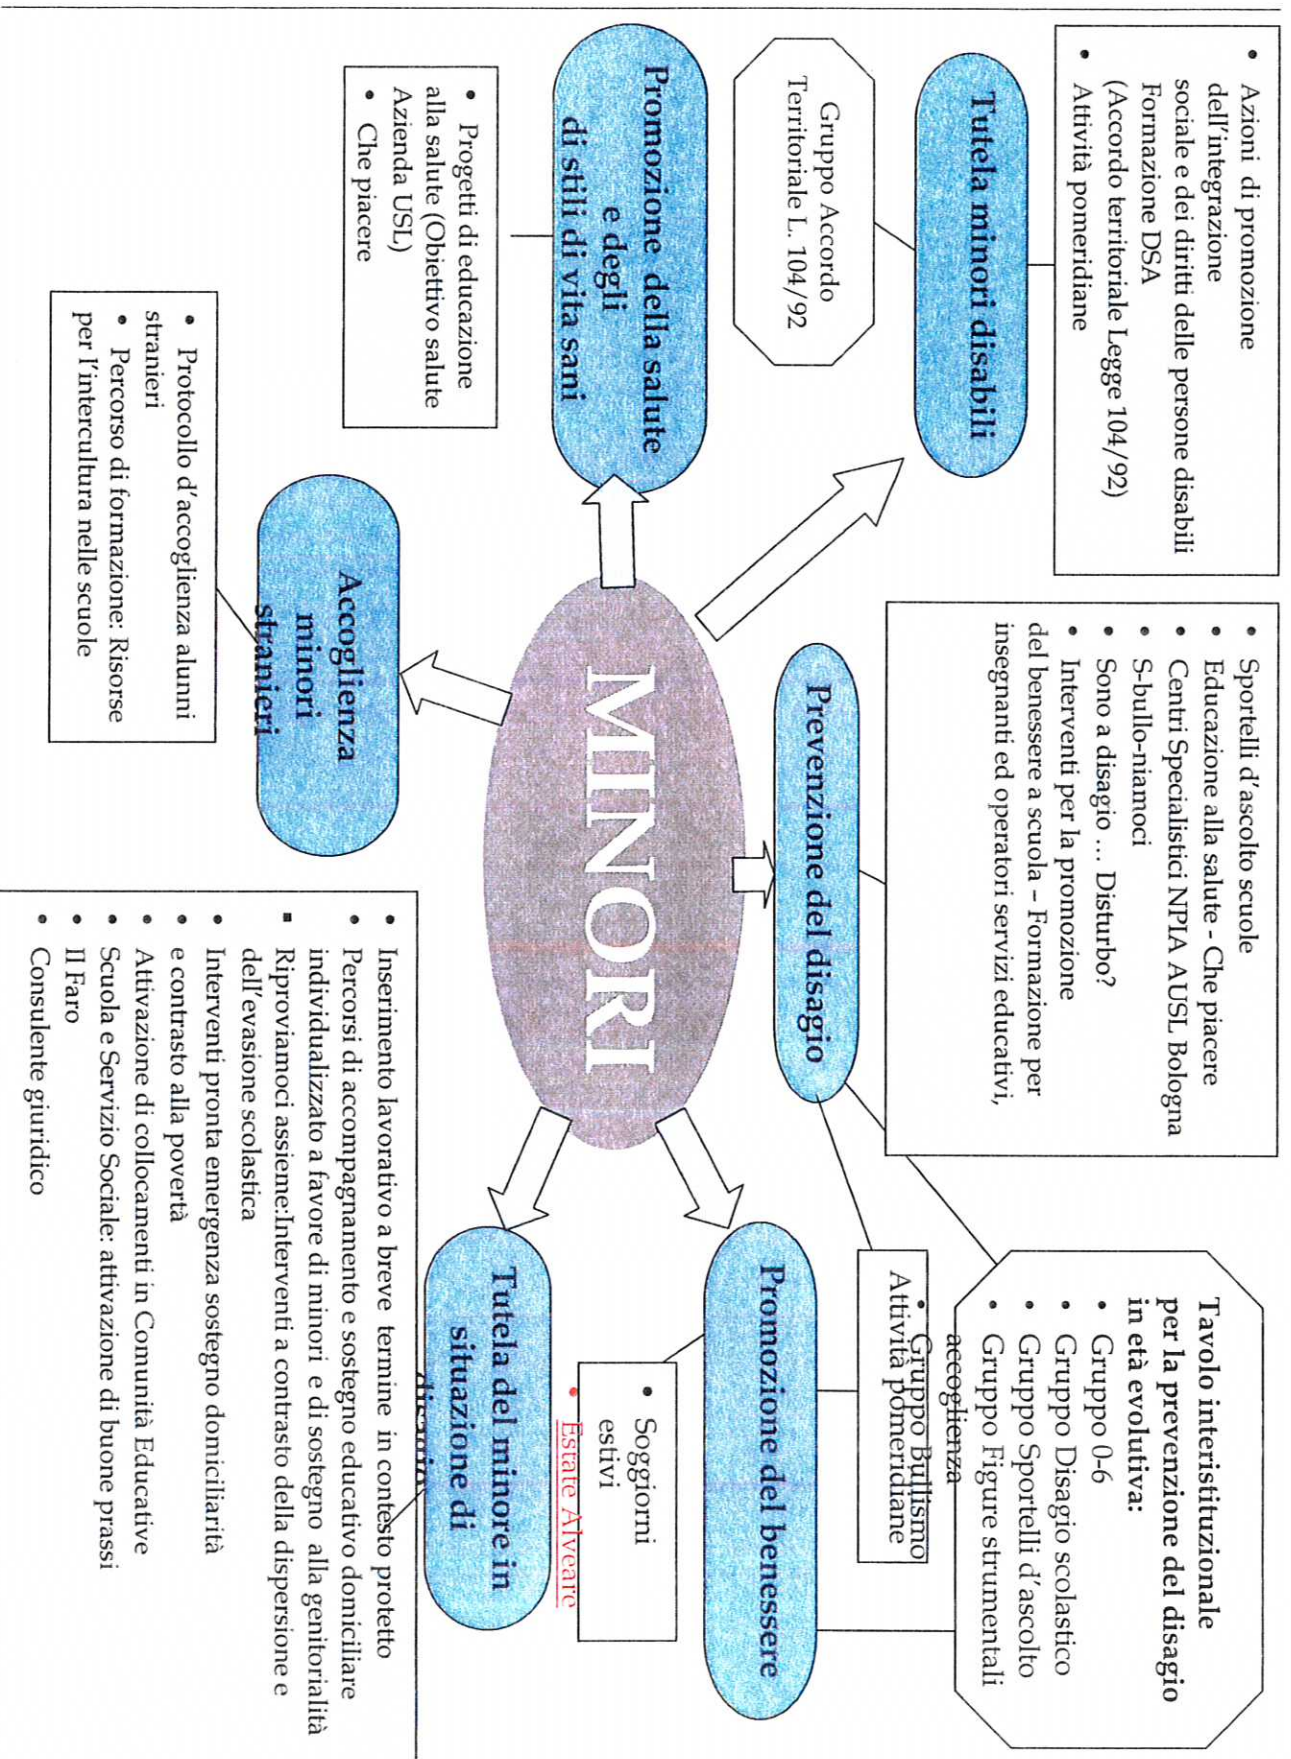 • Azioni di promozione
dell'integrazione
sociale e dei diritti delle persone disabili
Formazione DSA
(Accordo territoriale Legge 104/92)
• Attività pomeridiane
Tutela minori disabili
Gruppo Accordo
Territoriale L. 104/92
Promozione della salute
e degli
di stili di vita sani
• Progetti di educazione
alla salute (Obiettivo salute
Azienda USL)
• Che piacere
• Sportelli d'ascolto scuole
• Educazione alla salute - Che piacere
• Centri Specialistici NPIA AUSL Bologna
• S-bullo-niamoci
• Sono a disagio … Disturbo?
• Interventi per la promozione
del benessere a scuola – Formazione per
insegnanti ed operatori servizi educativi,
Prevenzione del disagio
MINORI
Accoglienza
minori
stranieri
• Protocollo d'accoglienza alunni
stranieri
• Percorso di formazione: Risorse
per l'intercultura nelle scuole
Tavolo interistituzionale
per la prevenzione del disagio
in età evolutiva:
• Gruppo 0-6
• Gruppo Disagio scolastico
• Gruppo Sportelli d'ascolto
• Gruppo Figure strumentali
accoglienza
• Gruppo Bullismo
Attività pomeridiane
Promozione del benessere
• Soggiorni
estivi
• Estate Alveare
Tutela del minore in
situazione di
disagio
• Inserimento lavorativo a breve termine in contesto protetto
• Percorsi di accompagnamento e sostegno educativo domiciliare
individualizzato a favore di minori e di sostegno alla genitorialità
▪ Riproviamoci assieme:Interventi a contrasto della dispersione e
dell'evasione scolastica
• Interventi pronta emergenza sostegno domiciliarità
• e contrasto alla povertà
• Attivazione di collocamenti in Comunità Educative
• Scuola e Servizio Sociale: attivazione di buone prassi
• Il Faro
• Consulente giuridico